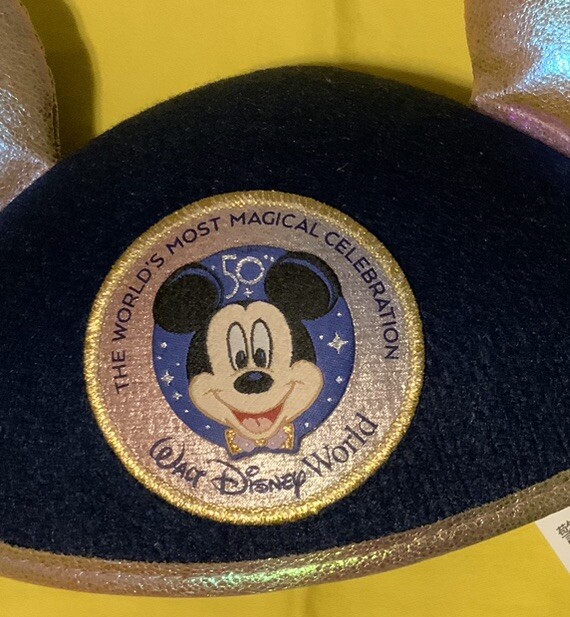 THE WORLD'S MOST MAGICAL CELEBRATION
50
WALT DISNEY World